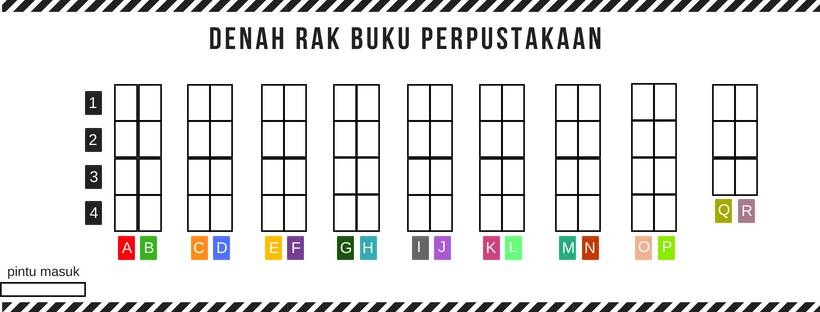 DENAH RAK BUKU PERPUSTAKAAN
1
2
3
4
Q R
A B C D E F G H I J K L M N O P
pintu masuk